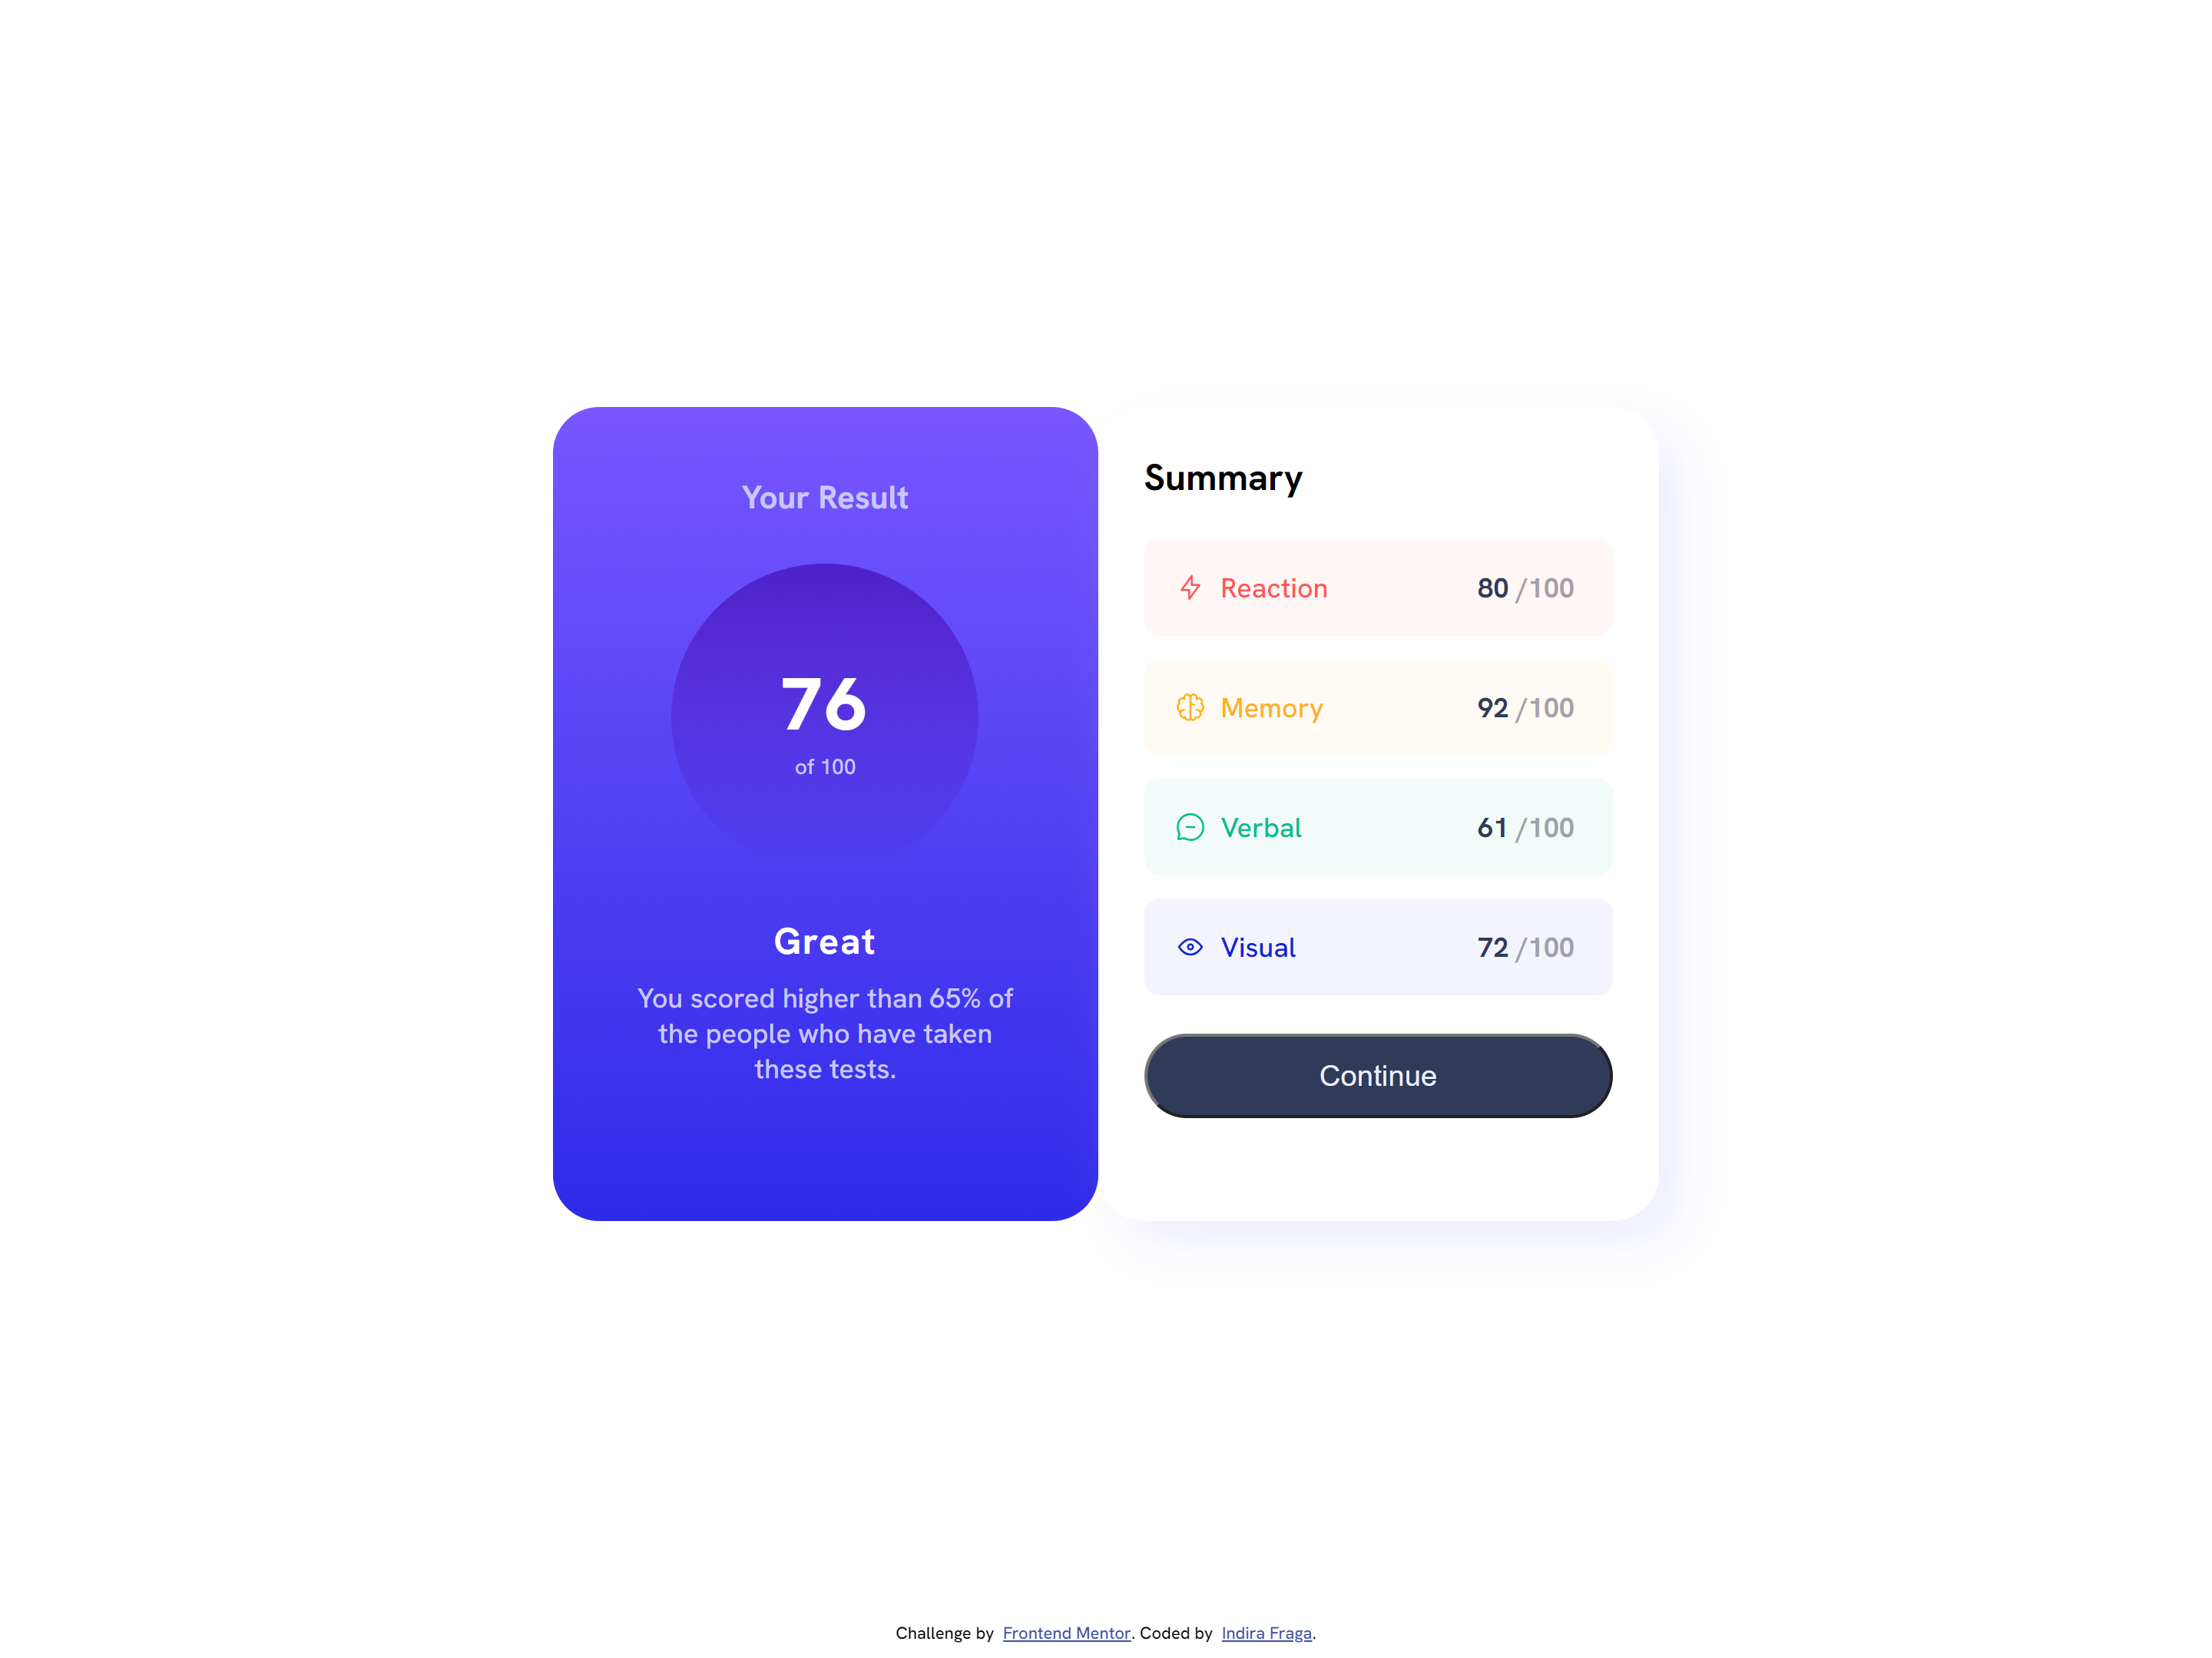 Your Result
76
of 100
Great
You scored higher than 65% of
the people who have taken
these tests.
Summary
Reaction 80 /100
Memory 92 /100
Verbal 61 /100
Visual 72 /100
Continue
Challenge by Frontend Mentor. Coded by Indira Fraga.